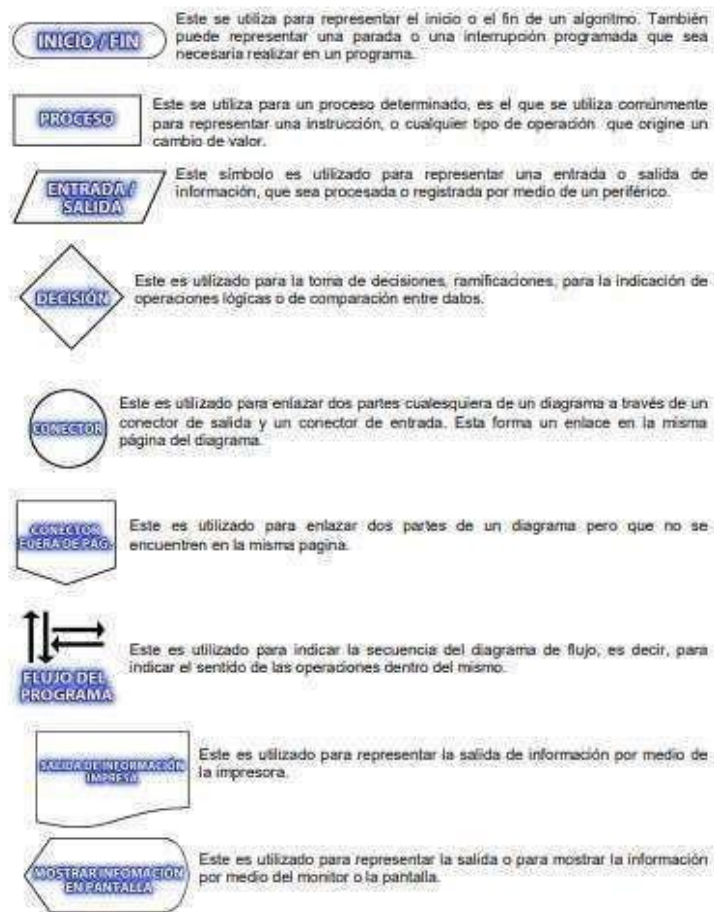 INICIO / FIN
Este se utiliza para representar el inicio o el fin de un algoritmo. También
puede representar una parada o una interrupción programada que sea
necesaria realizar en un programa.
PROCESO
Este se utiliza para un proceso determinado, es el que se utiliza comúnmente
para representar una instrucción, o cualquier tipo de operación que origine un
cambio de valor.
ENTRADA /
SALIDA
Este símbolo es utilizado para representar una entrada o salida de
información, que sea procesada o registrada por medio de un periférico.
DECISIÓN
Este es utilizado para la toma de decisiones, ramificaciones, para la indicación de
operaciones lógicas o de comparación entre datos.
CONECTOR
Este es utilizado para enlazar dos partes cualesquiera de un diagrama a través de un
conector de salida y un conector de entrada. Esta forma un enlace en la misma
página del diagrama.
CONECTOR
FUERA DE PAG.
Este es utilizado para enlazar dos partes de un diagrama pero que no se
encuentren en la misma pagina.
FLUJO DEL
PROGRAMA
Este es utilizado para indicar la secuencia del diagrama de flujo, es decir, para
indicar el sentido de las operaciones dentro del mismo.
SALIDA DE INFORMACIÓN
IMPRESA
Este es utilizado para representar la salida de información por medio de
la impresora.
MOSTRAR INFOMACIÓN
EN PANTALLA
Este es utilizado para representar la salida o para mostrar la información
por medio del monitor o la pantalla.